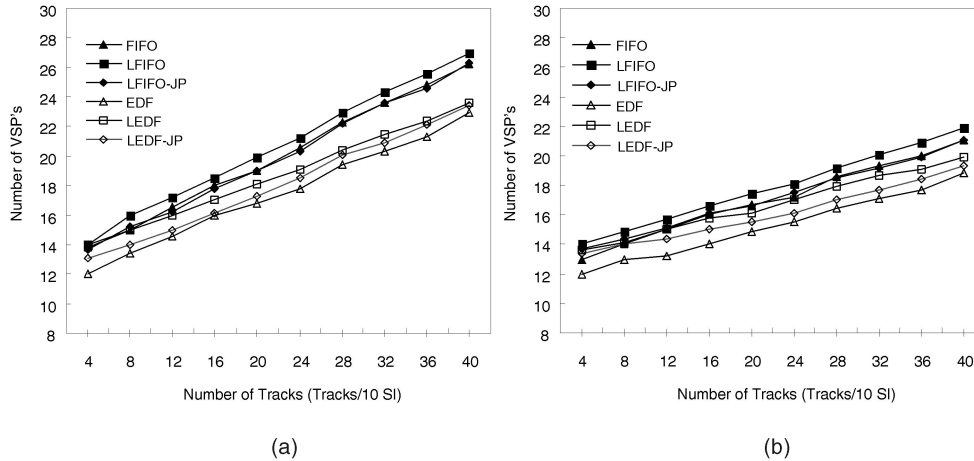 30
28
26
24
22
20
18
16
14
12
10
8
Number of VSP's
FIFO
LFIFO
LFIFO-JP
EDF
LEDF
LEDF-JP
4 8 12 16 20 24 28 32 36 40
Number of Tracks (Tracks/10 SI)
(a)
30
28
26
24
22
20
18
16
14
12
10
8
Number of VSP's
FIFO
LFIFO
LFIFO-JP
EDF
LEDF
LEDF-JP
4 8 12 16 20 24 28 32 36 40
Number of Tracks (Tracks/10 SI)
(b)